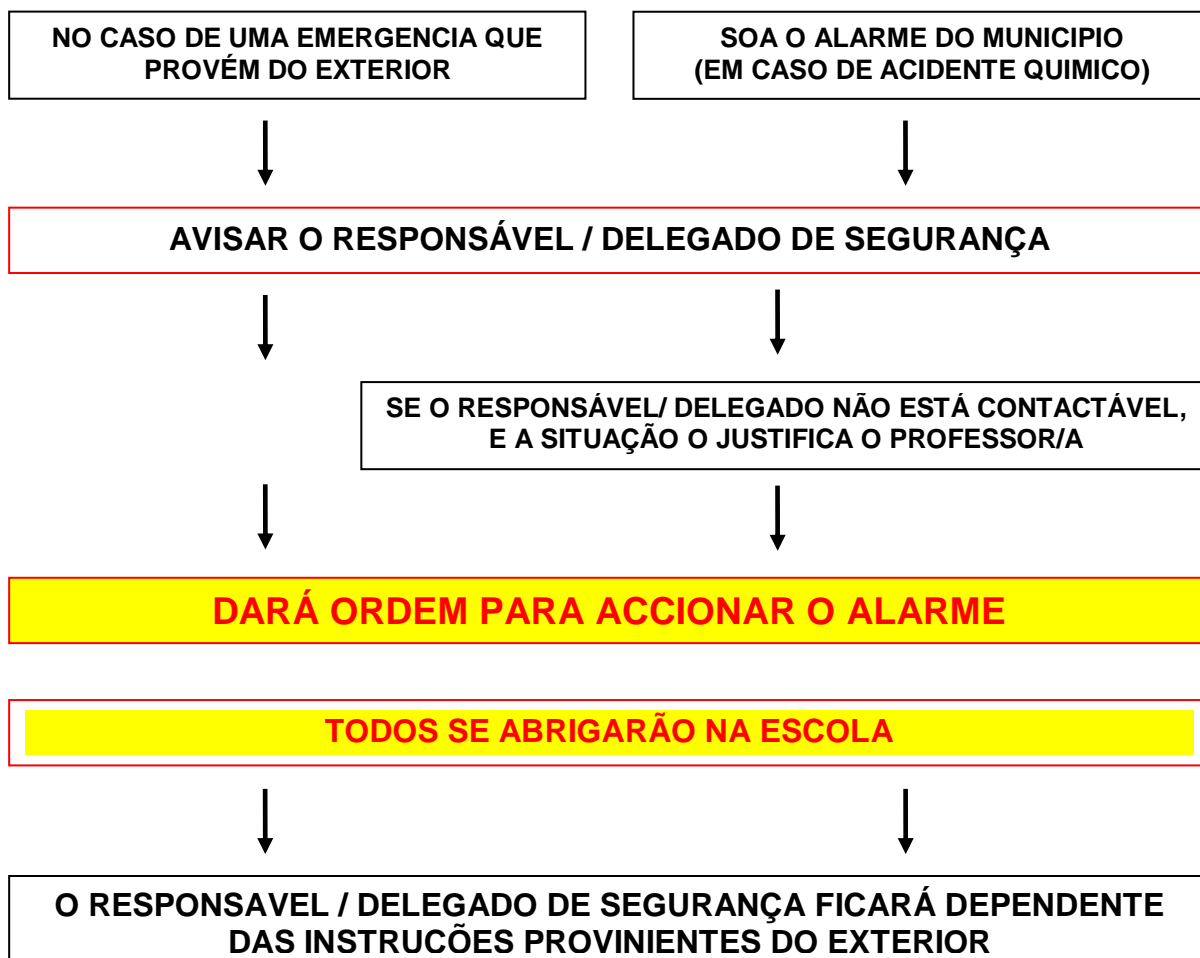 NO CASO DE UMA EMERGENCIA QUE
PROVÉM DO EXTERIOR
SOA O ALARME DO MUNICIPIO
(EM CASO DE ACIDENTE QUIMICO)
AVISAR O RESPONSÁVEL / DELEGADO DE SEGURANÇA
SE O RESPONSÁVEL/ DELEGADO NÃO ESTÁ CONTACTÁVEL,
E A SITUAÇÃO O JUSTIFICA O PROFESSOR/A
DARÁ ORDEM PARA ACCIONAR O ALARME
TODOS SE ABRIGARÃO NA ESCOLA
O RESPONSAVEL / DELEGADO DE SEGURANÇA FICARÁ DEPENDENTE
DAS INSTRUCÕES PROVINIENTES DO EXTERIOR